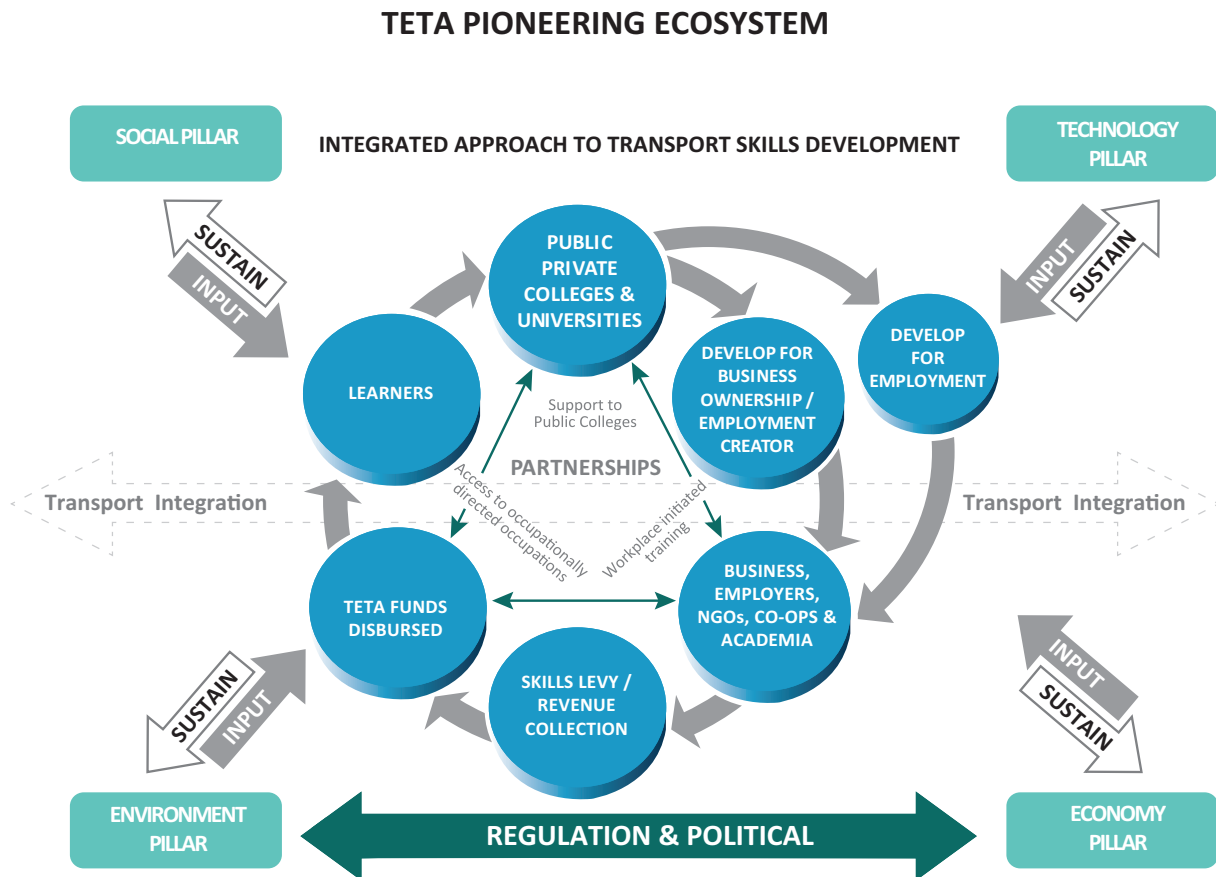 TETA PIONEERING ECOSYSTEM
SOCIAL PILLAR
INTEGRATED APPROACH TO TRANSPORT SKILLS DEVELOPMENT
TECHNOLOGY
PILLAR
SUSTAIN
INPUT
INPUT
SUSTAIN
PUBLIC
PRIVATE
COLLEGES &
UNIVERSITIES
LEARNERS
DEVELOP FOR
BUSINESS
OWNERSHIP /
EMPLOYMENT
CREATOR
DEVELOP
FOR
EMPLOYMENT
Support to
Public Colleges
PARTNERSHIPS
Transport Integration
Transport Integration
Access to occupationally
directed occupations
Workplace initiated
training
TETA FUNDS
DISBURSED
BUSINESS,
EMPLOYERS,
NGOs, CO-OPS &
ACADEMIA
SKILLS LEVY /
REVENUE
COLLECTION
SUSTAIN
INPUT
INPUT
SUSTAIN
ENVIRONMENT
PILLAR
REGULATION & POLITICAL
ECONOMY
PILLAR